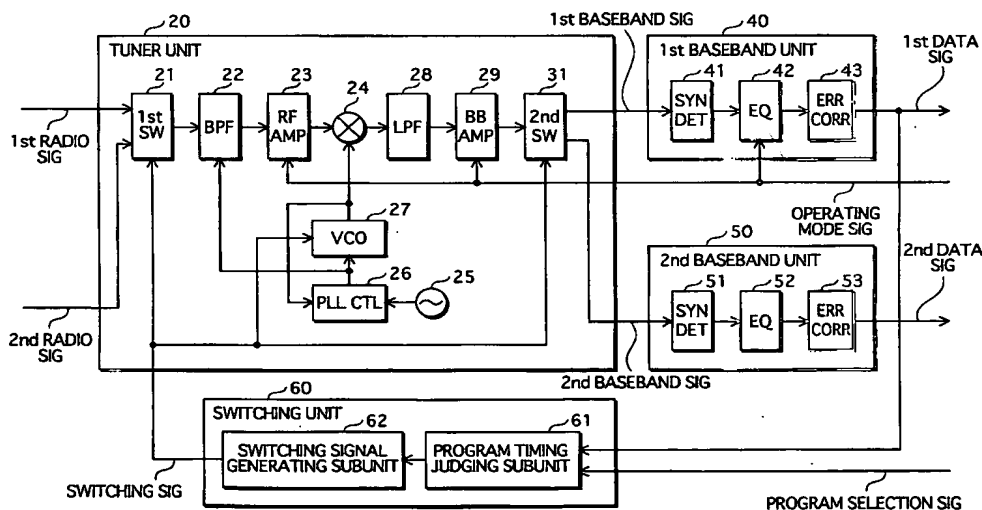 20
TUNER UNIT
21
1st
SW
22
BPF
23
RF
AMP
24
28
LPF
29
BB
AMP
31
2nd
SW
27
VCO
26
PLL CTL
25
1st RADIO
SIG
2nd RADIO
SIG
1st BASEBAND SIG
40
1st BASEBAND UNIT
41
SYN
DET
42
EQ
43
ERR
CORR
1st DATA
SIG
OPERATING
MODE SIG
50
2nd BASEBAND UNIT
51
SYN
DET
52
EQ
53
ERR
CORR
2nd DATA
SIG
2nd BASEBAND SIG
60
SWITCHING UNIT
62
SWITCHING SIGNAL
GENERATING SUBUNIT
61
PROGRAM TIMING
JUDGING SUBUNIT
SWITCHING SIG
PROGRAM SELECTION SIG